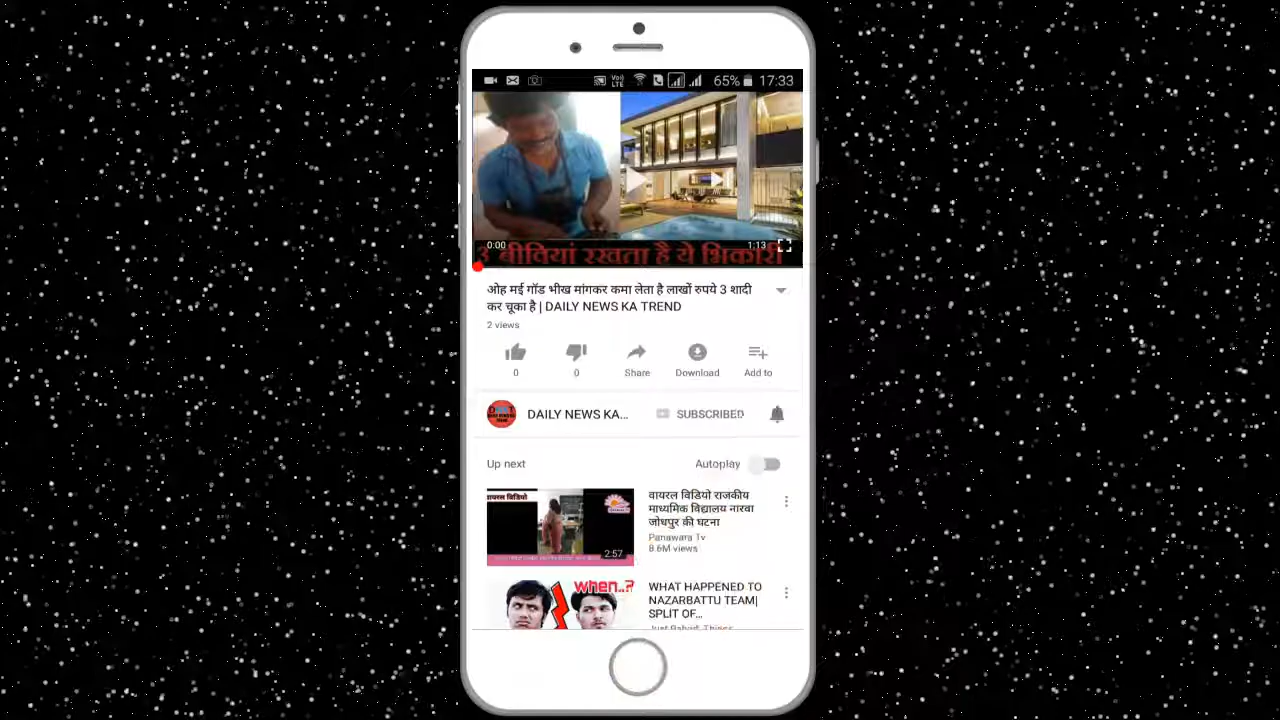 65% 17:33
0:00 1:13
3 बीवियां रखता है ये भिकारी
ओह मई गॉड भीख मांगकर कमा लेता है लाखों रुपये 3 शादी
कर चूका है | DAILY NEWS KA TREND
2 views
0 0 Share Download Add to
DAILY NEWS KA... SUBSCRIBED
Up next Autoplay
वायरल विडियो राजकीय
माध्यमिक विद्यालय नारवा
जोधपुर की घटना
Panawara Tv
8.6M views
2:57
when..?
WHAT HAPPENED TO
NAZARBATTU TEAM|
SPLIT OF...